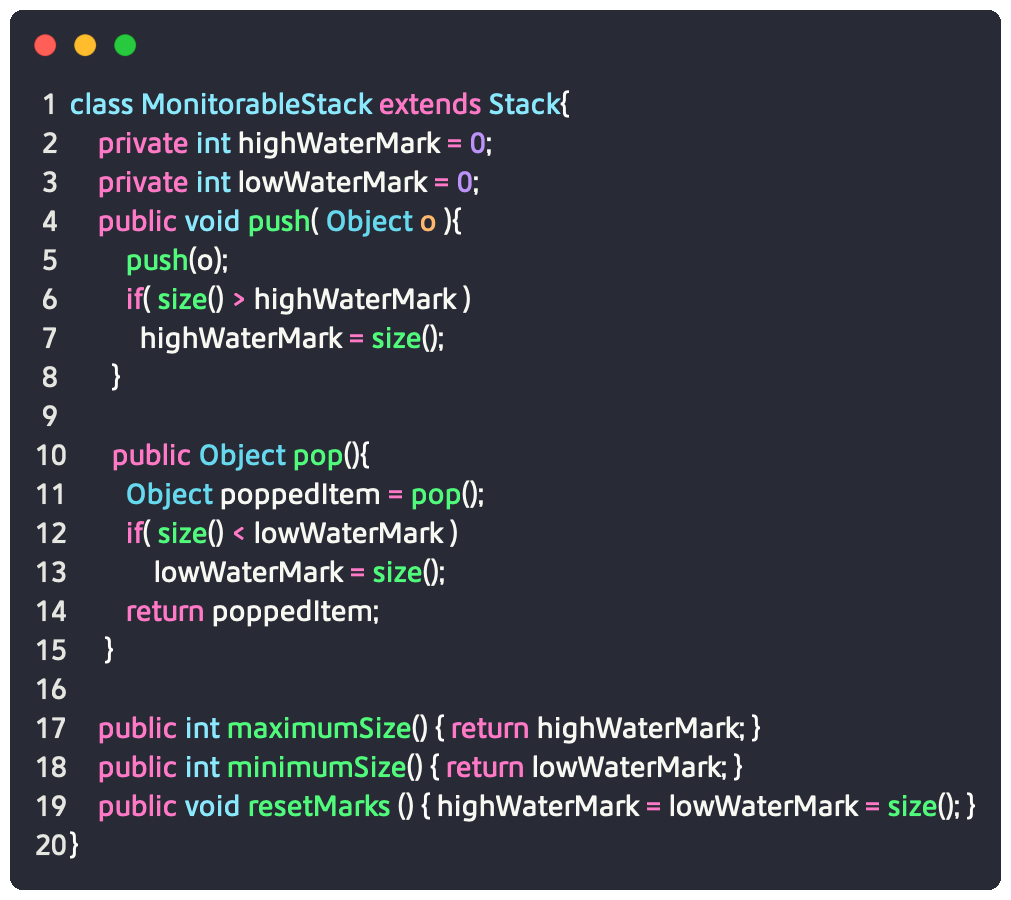 1 class MonitorableStack extends Stack{
2 private int highWaterMark = 0;
3 private int lowWaterMark = 0;
4 public void push( Object o ){
5 push(o);
6 if( size() > highWaterMark )
7 highWaterMark = size();
8 }
9
10 public Object pop(){
11 Object poppedItem = pop();
12 if( size() < lowWaterMark )
13 lowWaterMark = size();
14 return poppedItem;
15 }
16
17 public int maximumSize() { return highWaterMark; }
18 public int minimumSize() { return lowWaterMark; }
19 public void resetMarks () { highWaterMark = lowWaterMark = size(); }
20 }